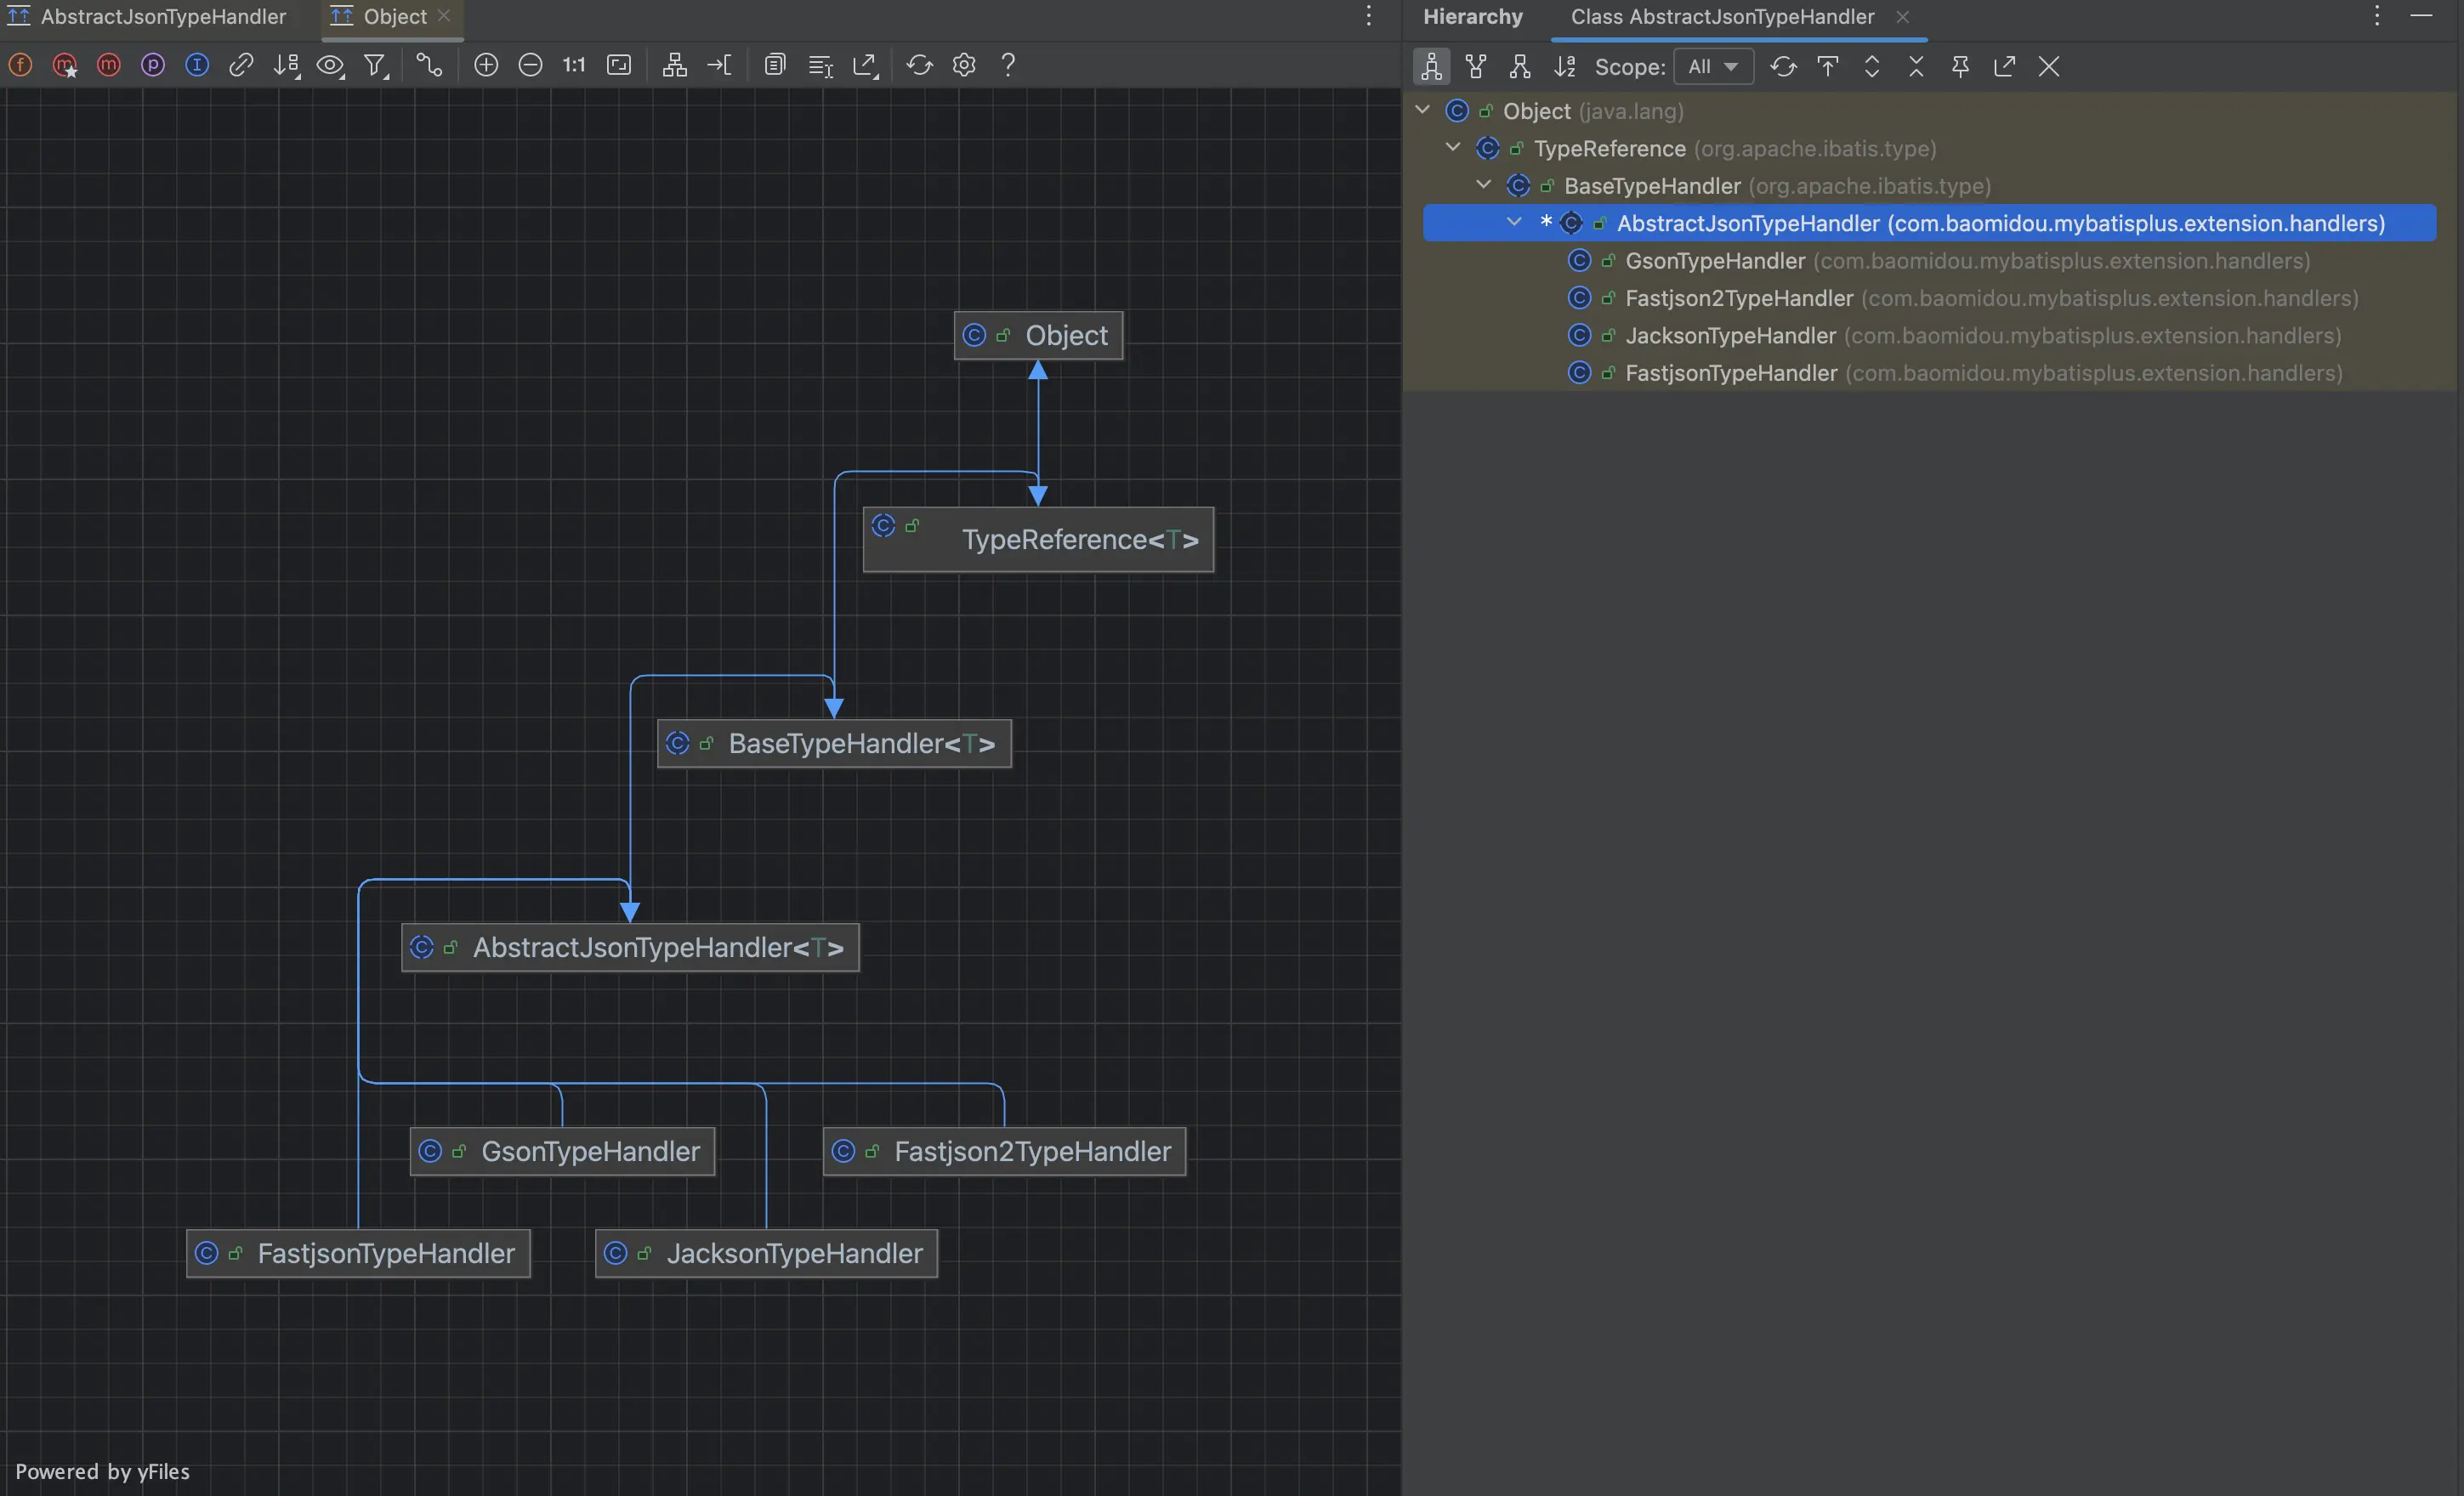 AbstractJsonTypeHandler
Object
1:1
Object
TypeReference<T>
BaseTypeHandler<T>
AbstractJsonTypeHandler<T>
GsonTypeHandler
Fastjson2TypeHandler
FastjsonTypeHandler
JacksonTypeHandler
Powered by yFiles
Hierarchy
Class AbstractJsonTypeHandler
Scope: All
Object (java.lang)
TypeReference (org.apache.ibatis.type)
BaseTypeHandler (org.apache.ibatis.type)
* AbstractJsonTypeHandler (com.baomidou.mybatisplus.extension.handlers)
GsonTypeHandler (com.baomidou.mybatisplus.extension.handlers)
Fastjson2TypeHandler (com.baomidou.mybatisplus.extension.handlers)
JacksonTypeHandler (com.baomidou.mybatisplus.extension.handlers)
FastjsonTypeHandler (com.baomidou.mybatisplus.extension.handlers)